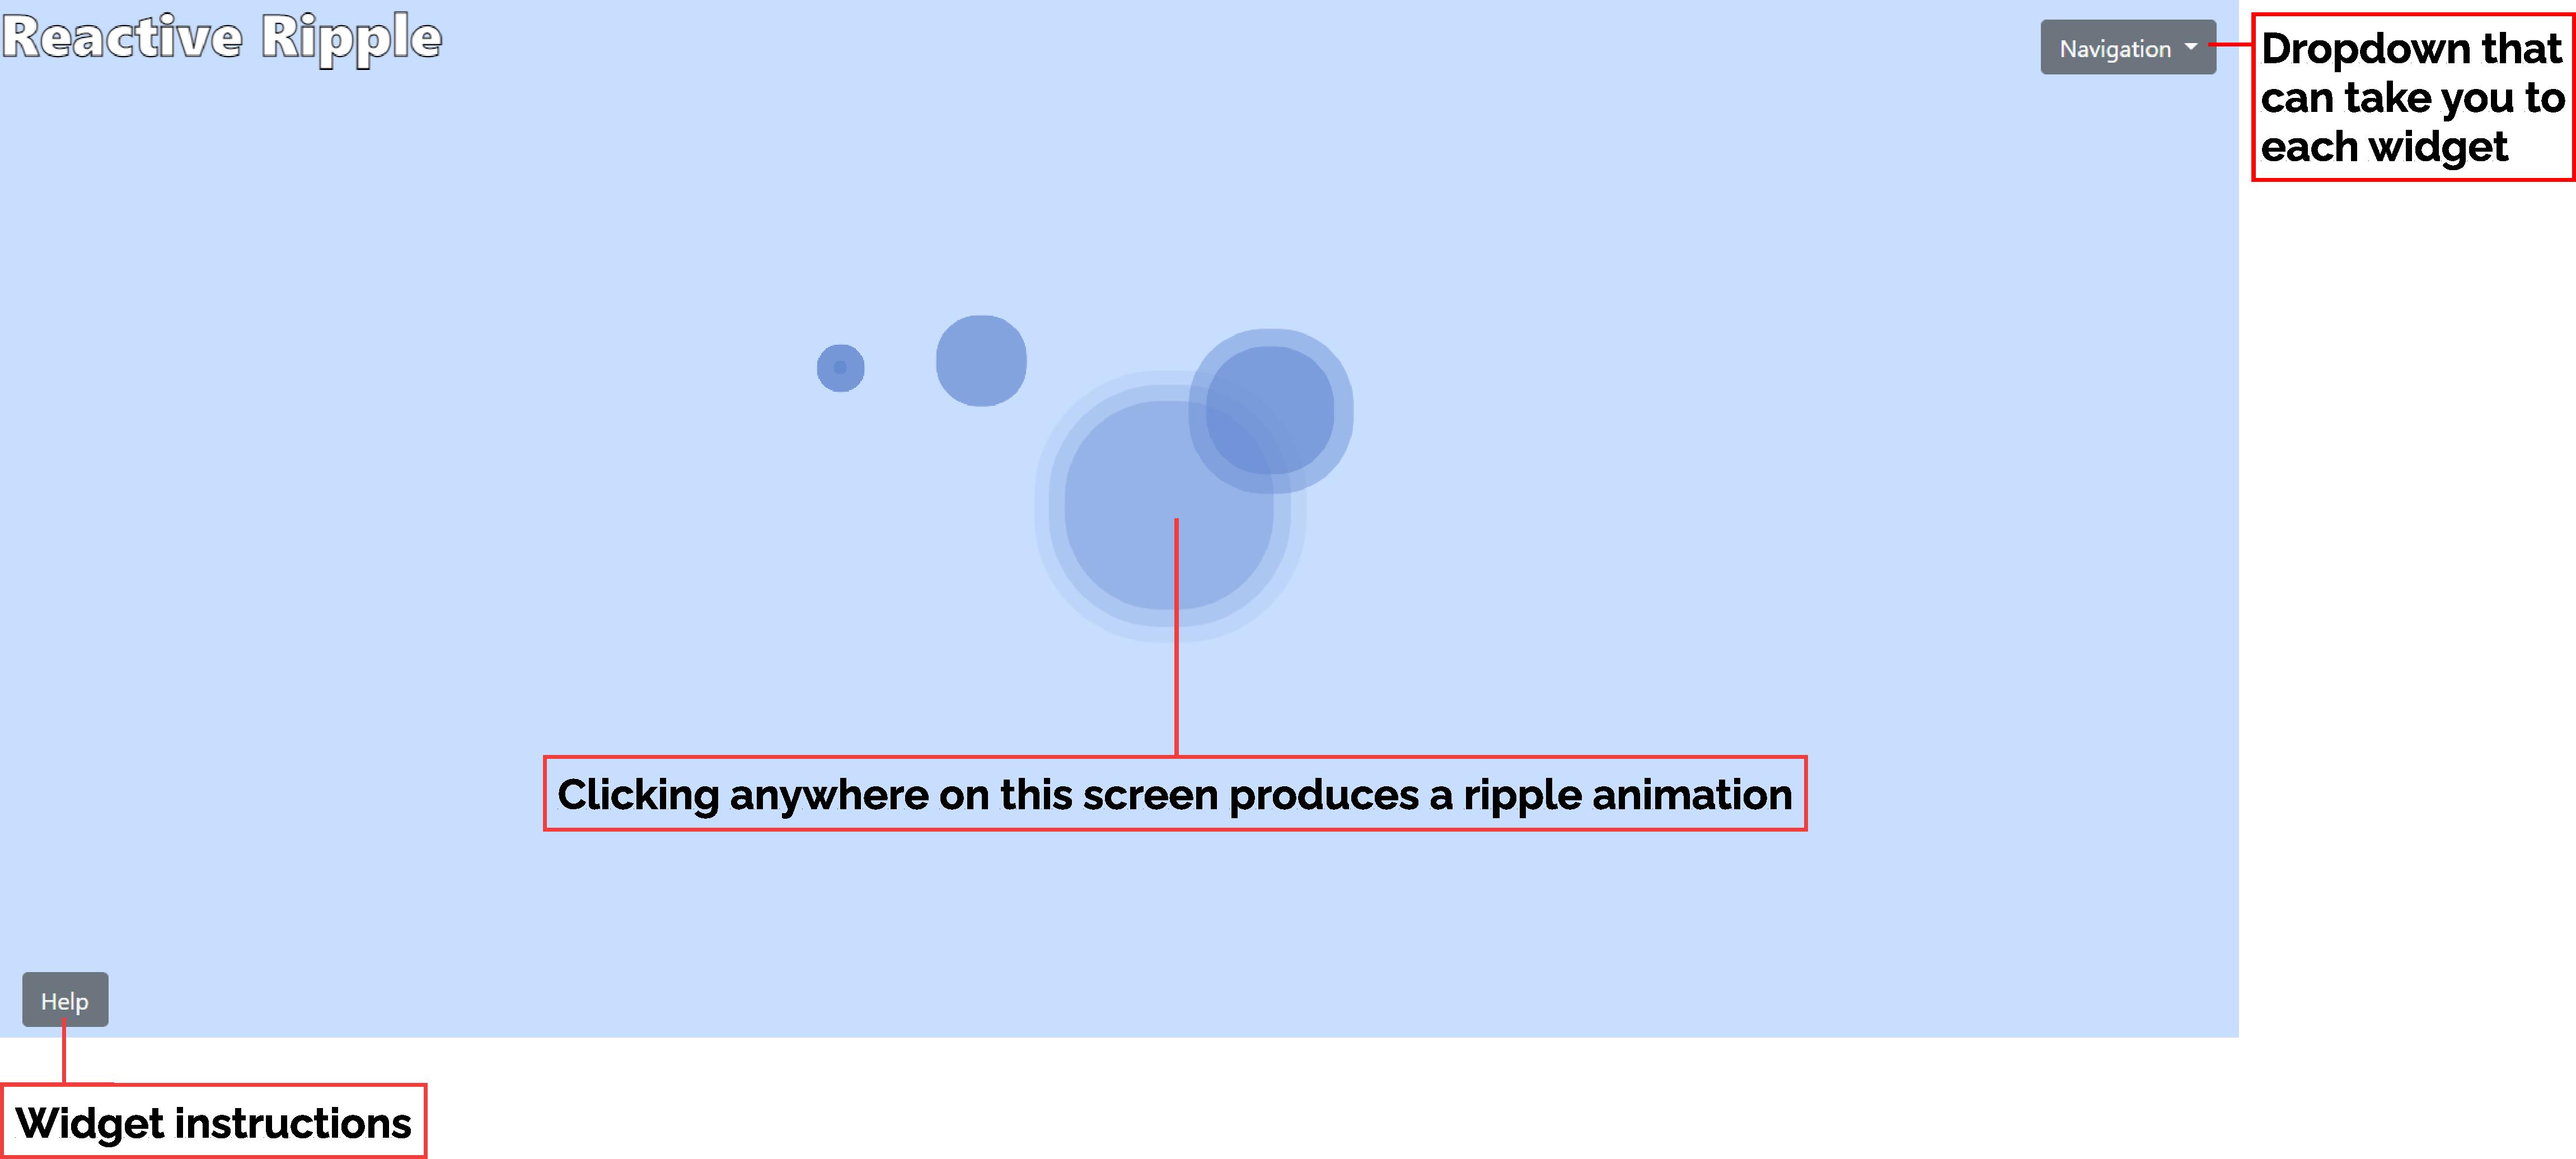 Reactive Ripple
Navigation
Dropdown that
can take you to
each widget
Clicking anywhere on this screen produces a ripple animation
Help
Widget instructions